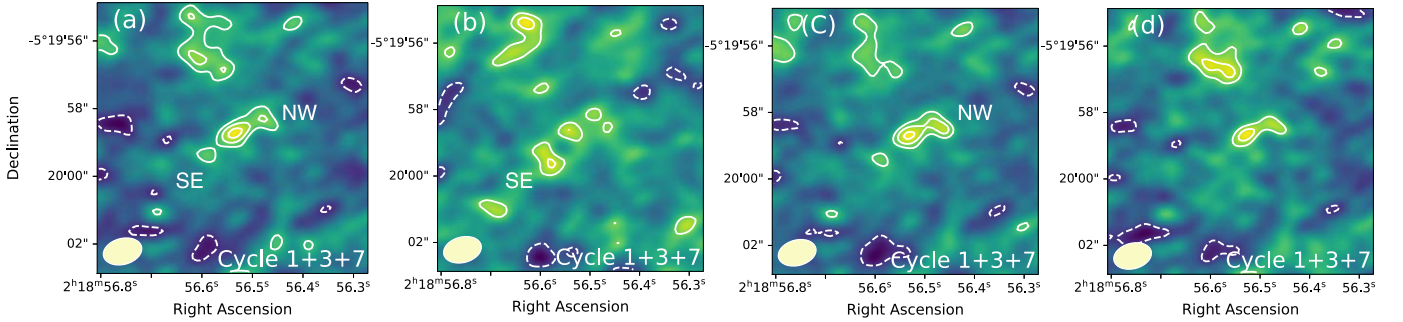 (a)
NW
SE
Cycle 1+3+7
-5°19'56"
58"
20'00"
02"
2ʰ18ᵐ56.8ˢ
56.6ˢ
56.5ˢ
56.4ˢ
56.3ˢ
Declination
Right Ascension
(b)
SE
Cycle 1+3+7
-5°19'56"
58"
20'00"
02"
2ʰ18ᵐ56.8ˢ
56.6ˢ
56.5ˢ
56.4ˢ
56.3ˢ
Right Ascension
(C)
NW
Cycle 1+3+7
-5°19'56"
58"
20'00"
02"
2ʰ18ᵐ56.8ˢ
56.6ˢ
56.5ˢ
56.4ˢ
56.3ˢ
Right Ascension
(d)
Cycle 1+3+7
-5°19'56"
58"
20'00"
02"
2ʰ18ᵐ56.8ˢ
56.6ˢ
56.5ˢ
56.4ˢ
56.3ˢ
Right Ascension